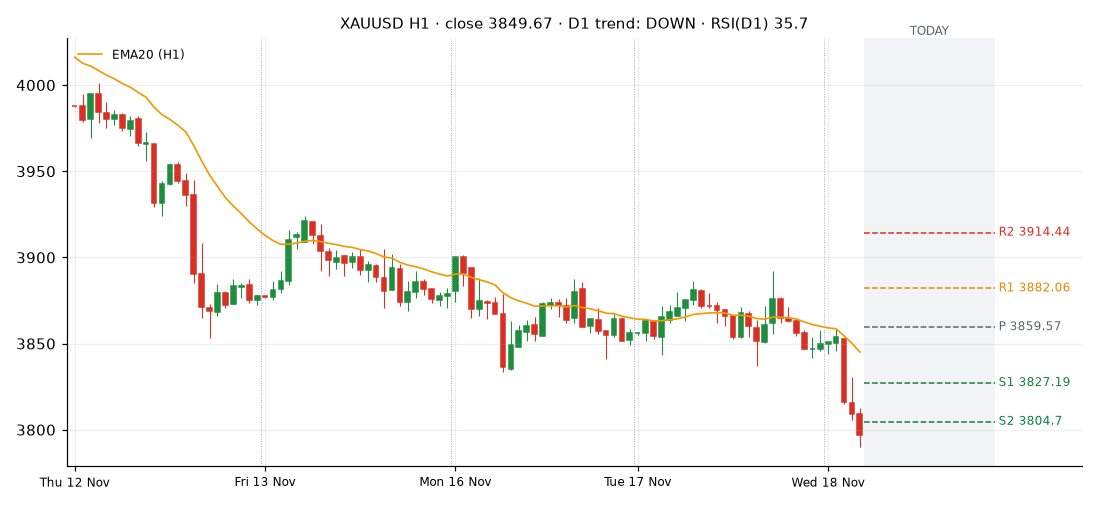 XAUUSD H1 · close 3849.67 · D1 trend: DOWN · RSI(D1) 35.7
TODAY
EMA20 (H1)
4000
3950
3900
3850
3800
R2 3914.44
R1 3882.06
P 3859.57
S1 3827.19
S2 3804.7
Thu 12 Nov
Fri 13 Nov
Mon 16 Nov
Tue 17 Nov
Wed 18 Nov